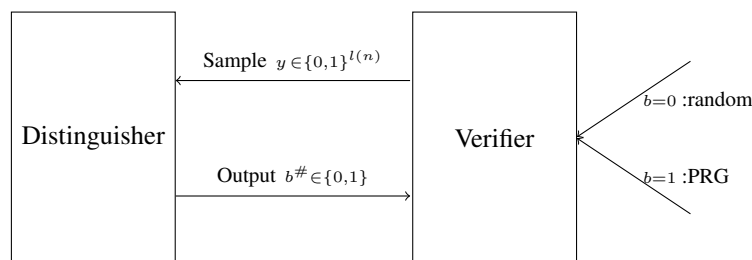 Sample y∈{0,1}^{l(n)}
b=0 :random
Distinguisher
Verifier
Output b^#∈{0,1}
b=1 :PRG